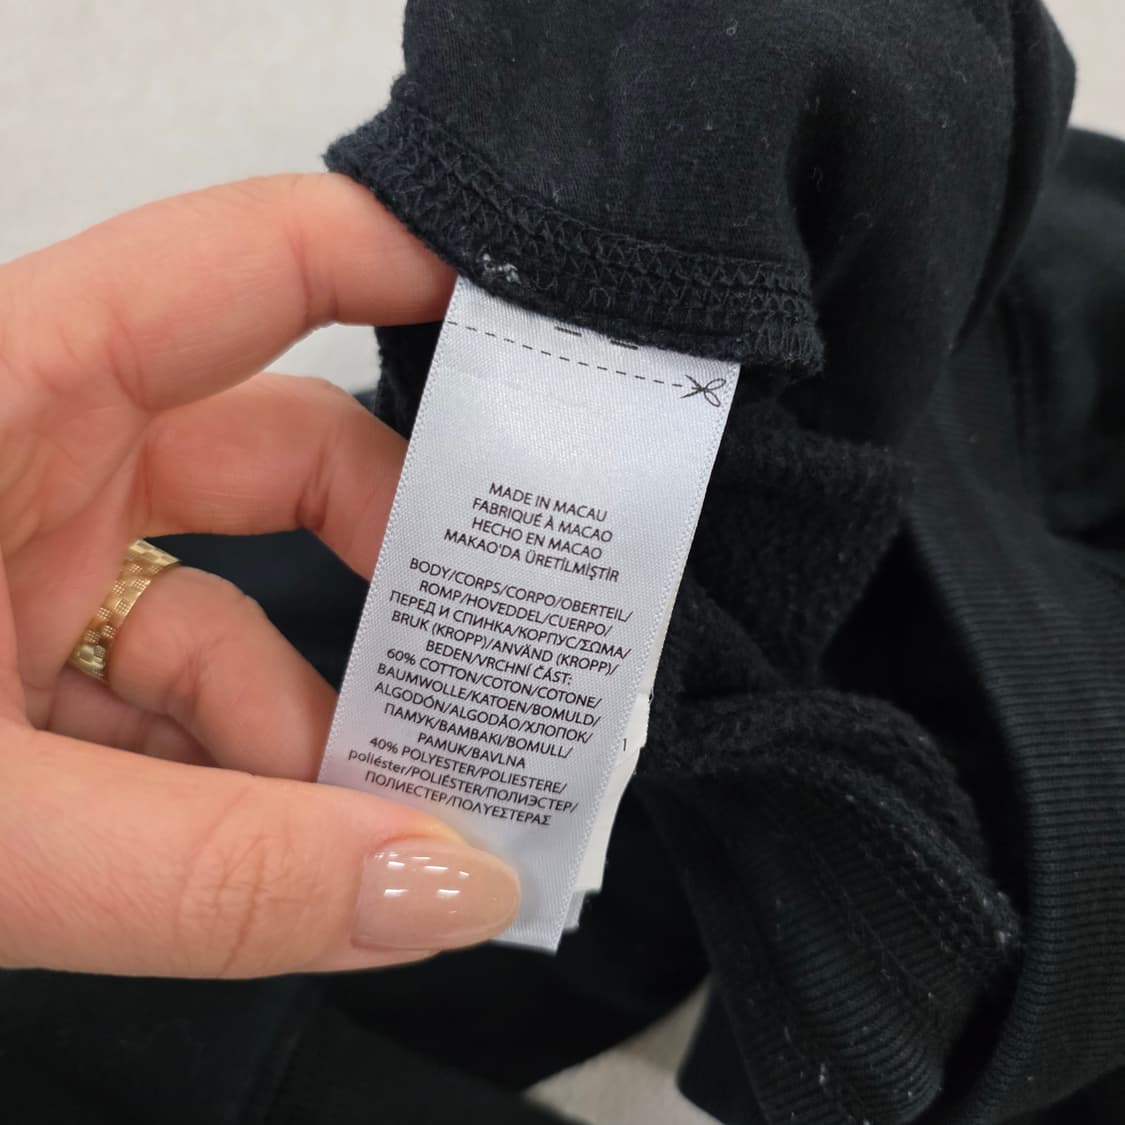 MADE IN MACAU
FABRIQUÉ À MACAO
HECHO EN MACAO
MAKAO'DA ÜRETİLMİŞTİR
BODY/CORPS/CORPO/OBERTEIL/
ROMP/HOVEDDEL/CUERPO/
ПЕРЕД И СПИНКА/КОРПУС/ΣΩΜΑ/
BRUK (KROPP)/ANVÄND (KROPP)/
BEDEN/VRCHNÍ ČÁST:
60% COTTON/COTON/COTONE/
BAUMWOLLE/KATOEN/BOMULD/
ALGODÓN/ALGODÃO/ХЛОПОК/
ПАМУК/ΒΑΜΒΑΚΙ/BOMULL/
PAMUK/BAVLNA
40% POLYESTER/POLIESTERE/
poliéster/POLIÉSTER/ПОЛИЭСТЕР/
ПОЛИЕСТЕР/ΠΟΛΥΕΣΤΕΡΑΣ
1